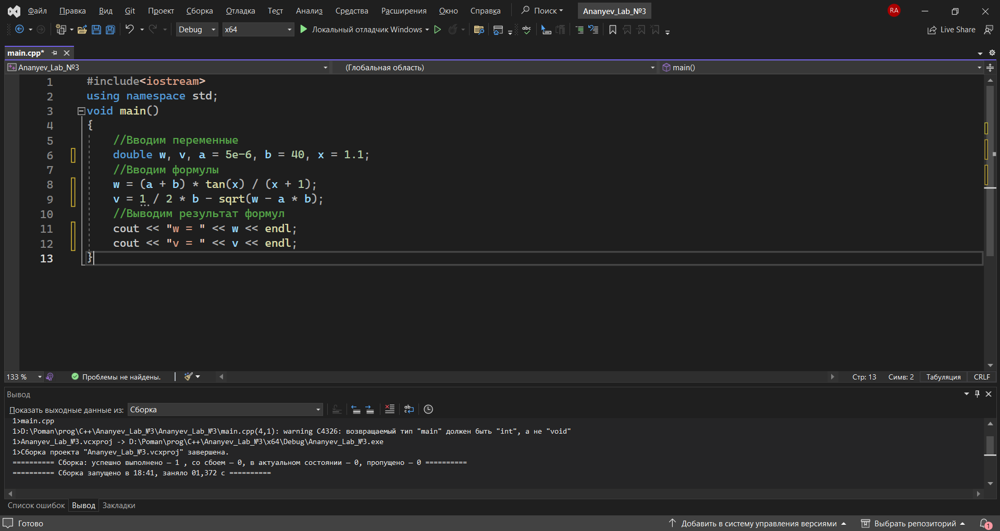 Файл Правка Вид Git Проект Сборка Отладка Тест Анализ Средства Расширения Окно Справка Поиск Ananyev_Lab_№3 RA
Debug x64 Локальный отладчик Windows abc Live Share
main.cpp*
Ananyev_Lab_№3 (Глобальная область) main()
1 #include<iostream>
2 using namespace std;
3 void main()
4 {
5 //Вводим переменные
6 double w, v, a = 5e-6, b = 40, x = 1.1;
7 //Вводим формулы
8 w = (a + b) * tan(x) / (x + 1);
9 v = 1 / 2 * b - sqrt(w - a * b);
10 //Выводим результат формул
11 cout << "w = " << w << endl;
12 cout << "v = " << v << endl;
13 }
133 % Проблемы не найдены. Стр: 13 Симв: 2 Табуляция CRLF
Вывод
Показать выходные данные из: Сборка
1>main.cpp
1>D:\Poman\prog\C++\Ananyev_Lab_№3\Ananyev_Lab_№3\main.cpp(4,1): warning C4326: возвращаемый тип "main" должен быть "int", а не "void"
1>Ananyev_Lab_№3.vcxproj -> D:\Poman\prog\C++\Ananyev_Lab_№3\x64\Debug\Ananyev_Lab_№3.exe
1>Сборка проекта "Ananyev_Lab_№3.vcxproj" завершена.
========== Сборка: успешно выполнено — 1 , со сбоем — 0, в актуальном состоянии — 0, пропущено — 0 ==========
========== Сборка запущено в 18:41, заняло 01,372 с ==========
Список ошибок Вывод Закладки
Готово Добавить в систему управления версиями Выбрать репозиторий 1